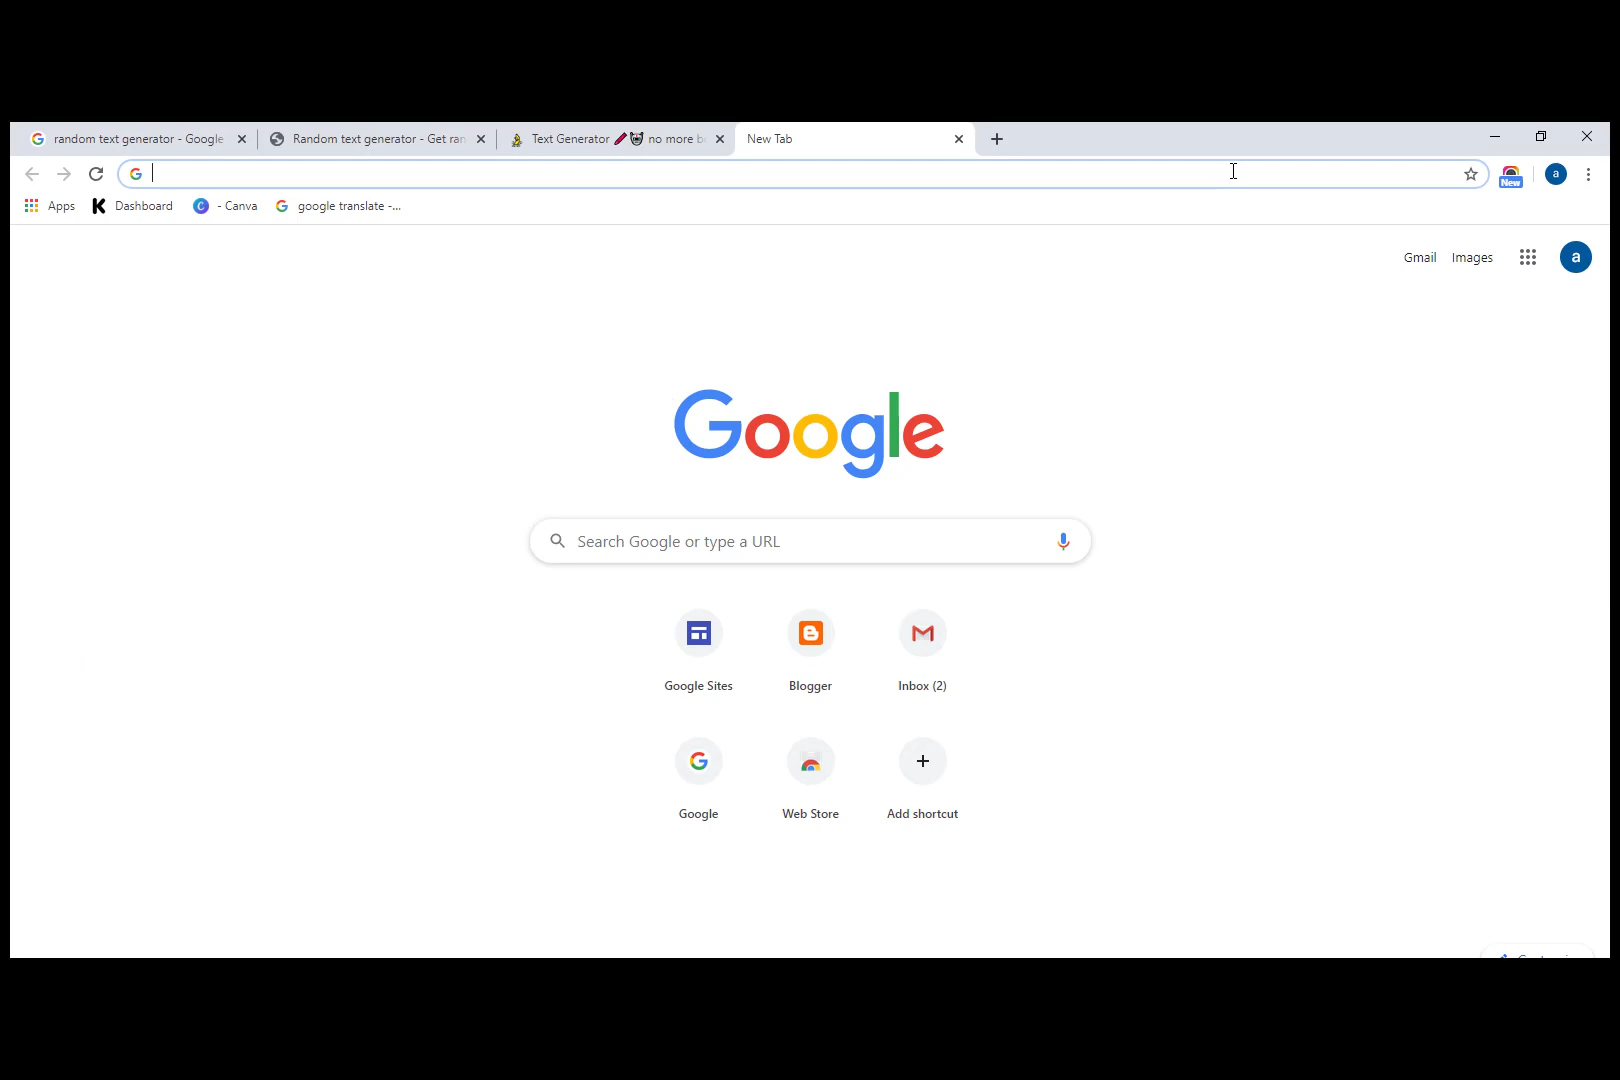 random text generator - Google
Random text generator - Get ran
Text Generator no more b
New Tab
New
a
Apps
Dashboard
- Canva
google translate -...
Gmail
Images
a
Google
Search Google or type a URL
Google Sites
Blogger
Inbox (2)
Google
Web Store
Add shortcut